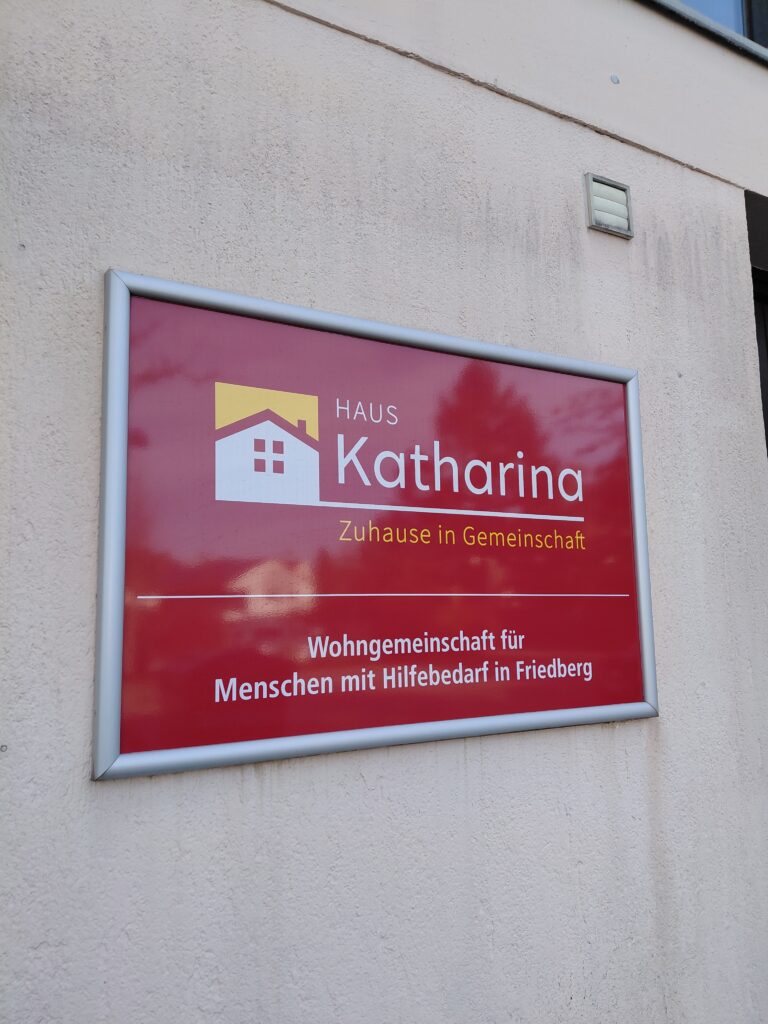 HAUS
Katharina
Zuhause in Gemeinschaft
Wohngemeinschaft für
Menschen mit Hilfebedarf in Friedberg